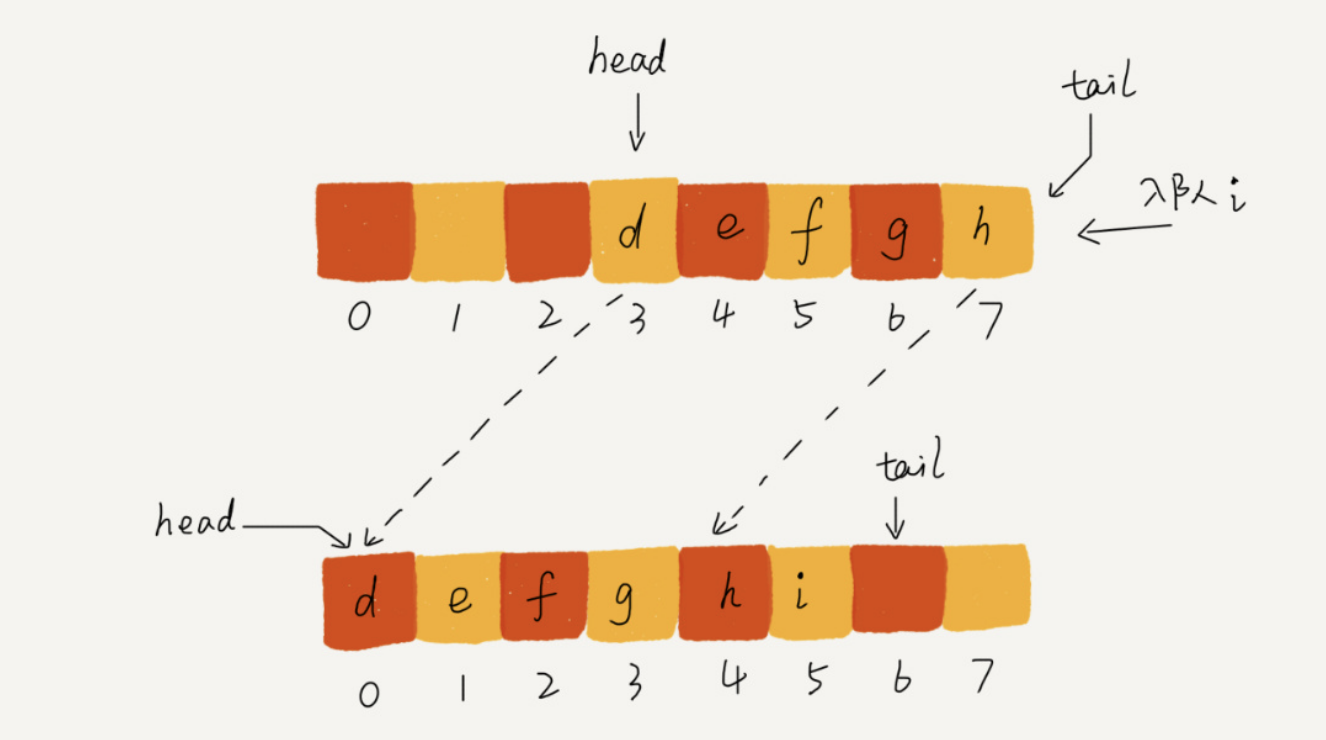 head
tail
入队 i
d e f g h
0 1 2 3 4 5 6 7
tail
head
d e f g h i
0 1 2 3 4 5 6 7